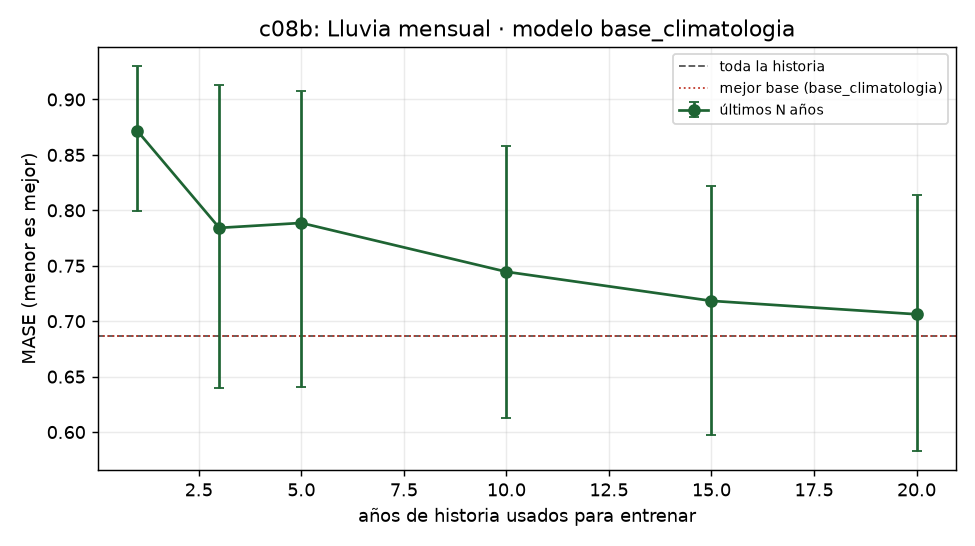 c08b: Lluvia mensual · modelo base_climatologia
toda la historia
mejor base (base_climatologia)
últimos N años
MASE (menor es mejor)
0.90
0.85
0.80
0.75
0.70
0.65
0.60
2.5 5.0 7.5 10.0 12.5 15.0 17.5 20.0
años de historia usados para entrenar